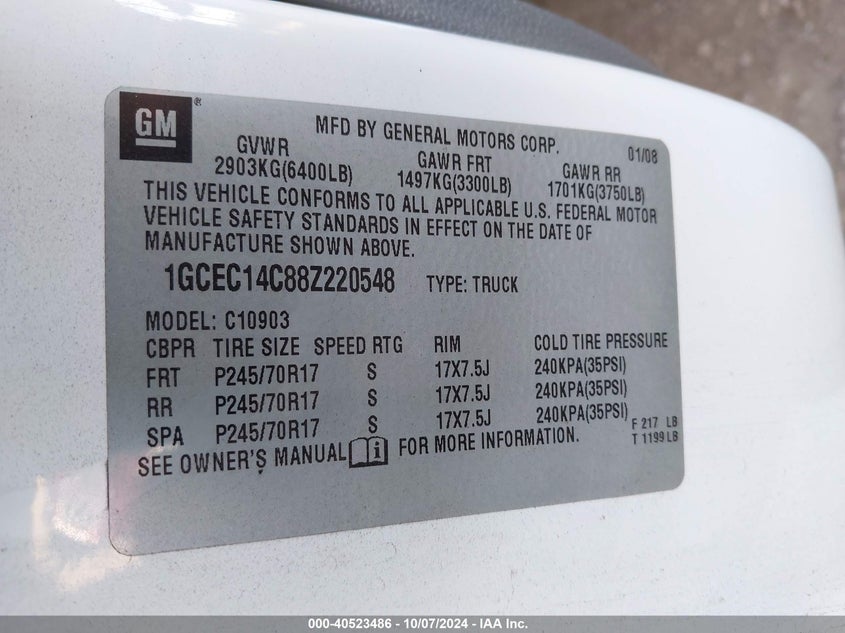 GM®
MFD BY GENERAL MOTORS CORP. 01/08
GVWR GAWR FRT GAWR RR
2903KG(6400LB) 1497KG(3300LB) 1701KG(3750LB)
THIS VEHICLE CONFORMS TO ALL APPLICABLE U.S. FEDERAL MOTOR
VEHICLE SAFETY STANDARDS IN EFFECT ON THE DATE OF
MANUFACTURE SHOWN ABOVE.
1GCEC14C88Z220548 TYPE: TRUCK
MODEL: C10903
CBPR TIRE SIZE SPEED RTG RIM COLD TIRE PRESSURE
FRT P245/70R17 S 17X7.5J 240KPA(35PSI)
RR P245/70R17 S 17X7.5J 240KPA(35PSI)
SPA P245/70R17 S 17X7.5J 240KPA(35PSI)
F 217 LB
T 1199 LB
SEE OWNER'S MANUAL i FOR MORE INFORMATION.
000-40523486 - 10/07/2024 - IAA Inc.